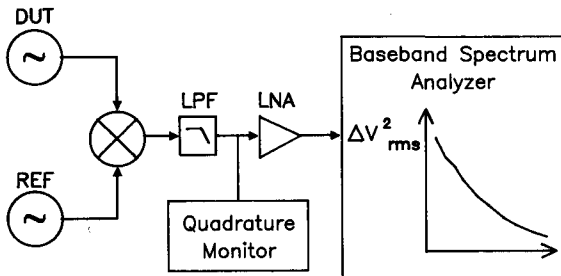 DUT
REF
LPF
LNA
Quadrature
Monitor
Baseband Spectrum
Analyzer
ΔV²rms